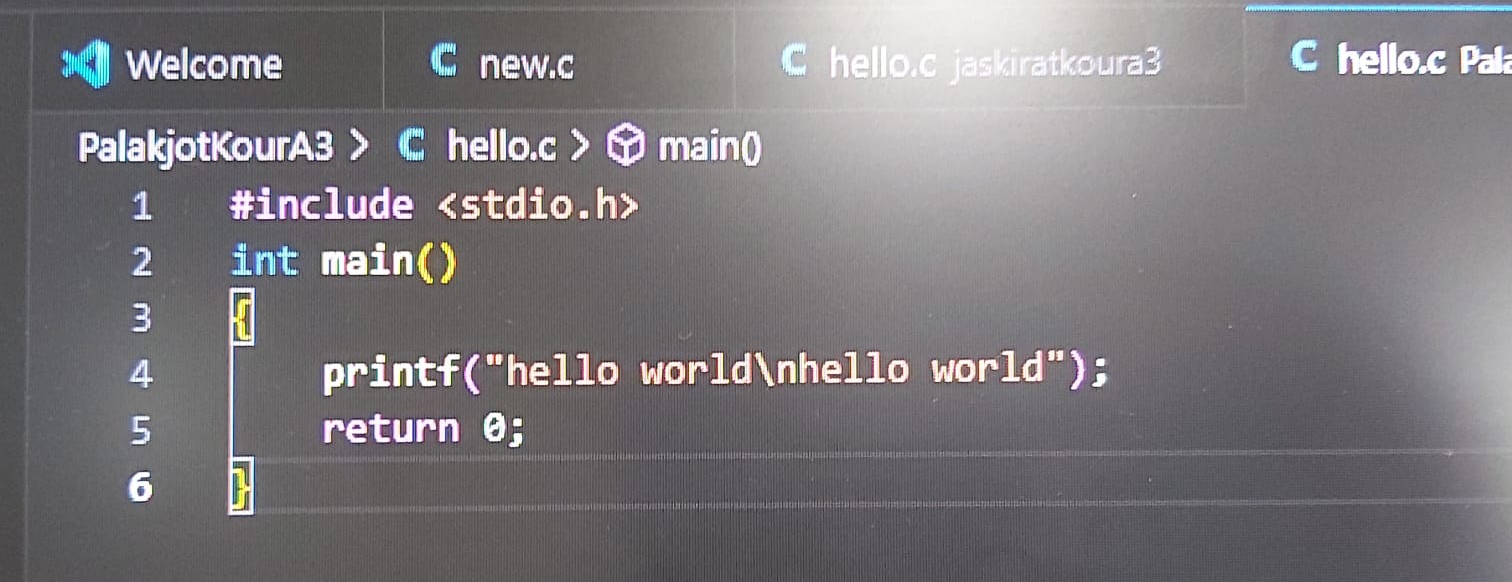 Welcome new.c hello.c jaskiratkoura3 hello.c
PalakjotKourA3 > hello.c > main()
1 #include <stdio.h>
2 int main()
3 {
4 printf("hello world\nhello world");
5 return 0;
6 }